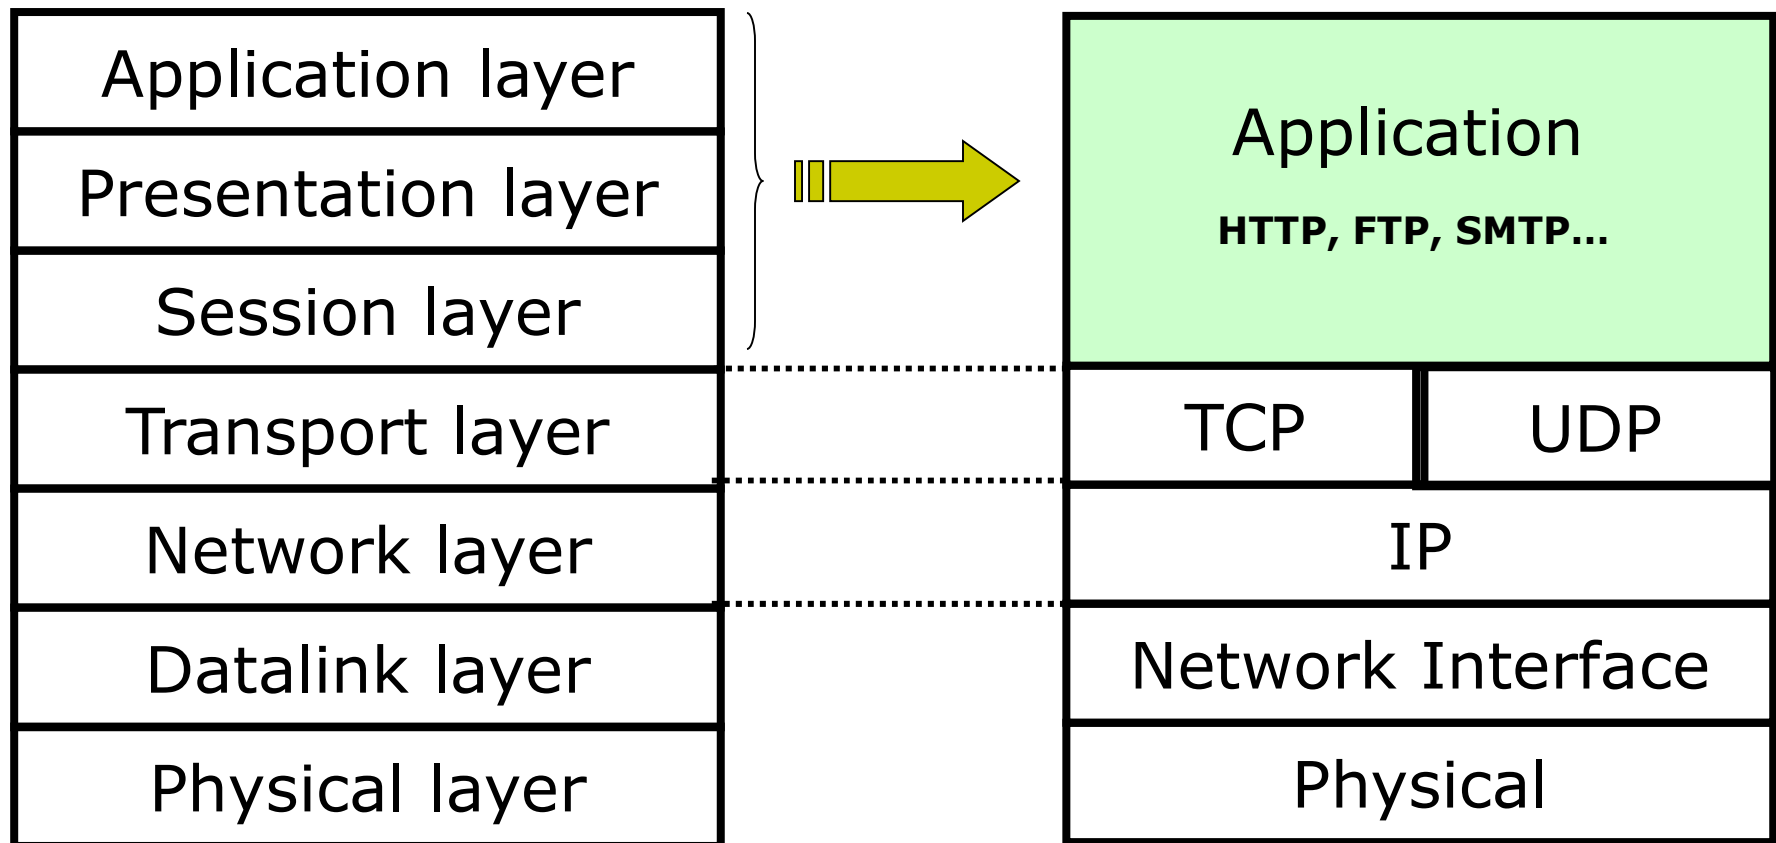 Application layer
Presentation layer
Session layer
Transport layer
Network layer
Datalink layer
Physical layer
Application
HTTP, FTP, SMTP...
TCP
UDP
IP
Network Interface
Physical